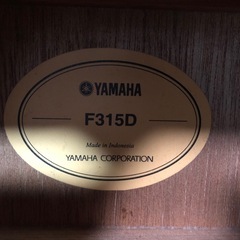 YAMAHA
F315D
Made in Indonesia
YAMAHA CORPORATION